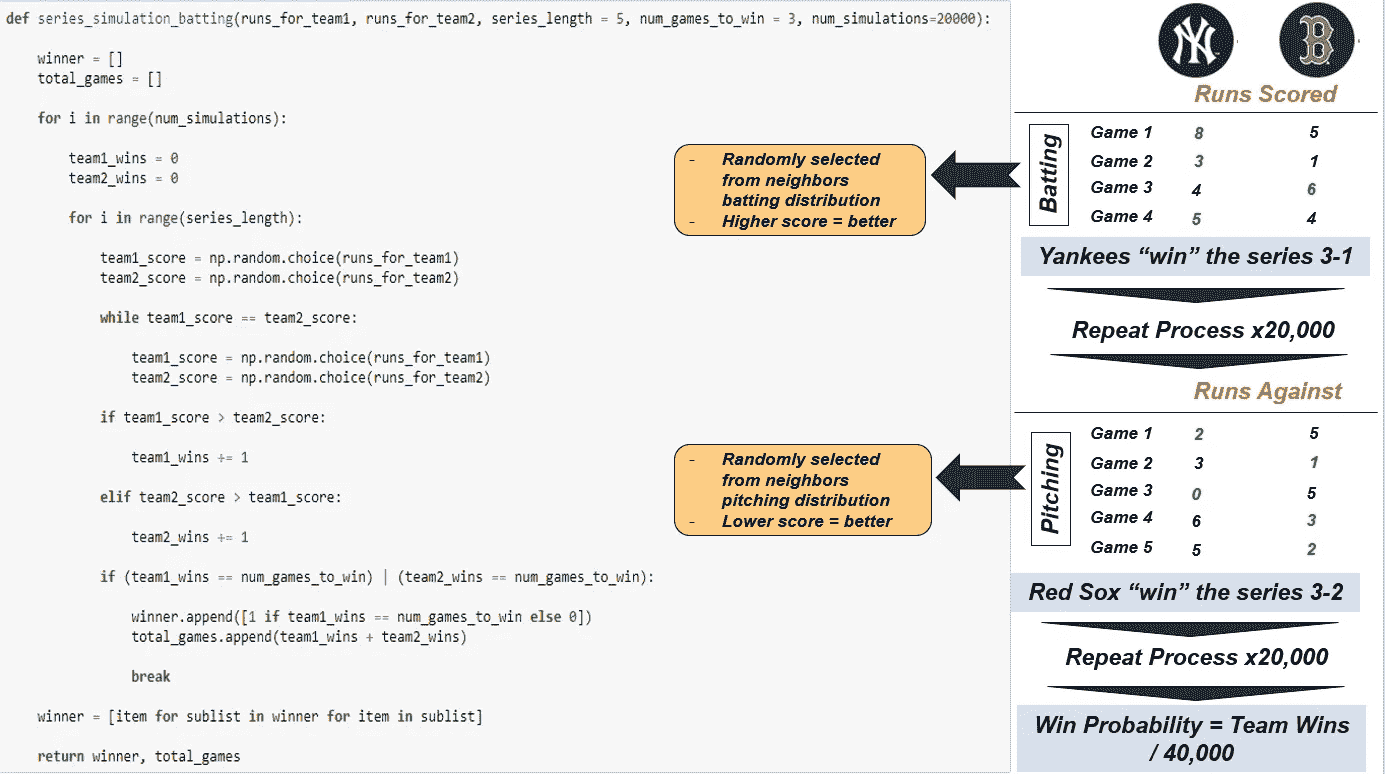 def series_simulation_batting(runs_for_team1, runs_for_team2, series_length = 5, num_games_to_win = 3, num_simulations=20000):
winner = []
total_games = []
for i in range(num_simulations):
team1_wins = 0
team2_wins = 0
for i in range(series_length):
team1_score = np.random.choice(runs_for_team1)
team2_score = np.random.choice(runs_for_team2)
while team1_score == team2_score:
team1_score = np.random.choice(runs_for_team1)
team2_score = np.random.choice(runs_for_team2)
if team1_score > team2_score:
team1_wins += 1
elif team2_score > team1_score:
team2_wins += 1
if (team1_wins == num_games_to_win) | (team2_wins == num_games_to_win):
winner.append([1 if team1_wins == num_games_to_win else 0])
total_games.append(team1_wins + team2_wins)
break
winner = [item for sublist in winner for item in sublist]
return winner, total_games
- Randomly selected
from neighbors
batting distribution
- Higher score = better
- Randomly selected
from neighbors
pitching distribution
- Lower score = better
NY B
Runs Scored
Batting
Game 1 8 5
Game 2 3 1
Game 3 4 6
Game 4 5 4
Yankees “win” the series 3-1
Repeat Process x20,000
Runs Against
Pitching
Game 1 2 5
Game 2 3 1
Game 3 0 5
Game 4 6 3
Game 5 5 2
Red Sox “win” the series 3-2
Repeat Process x20,000
Win Probability = Team Wins
/ 40,000